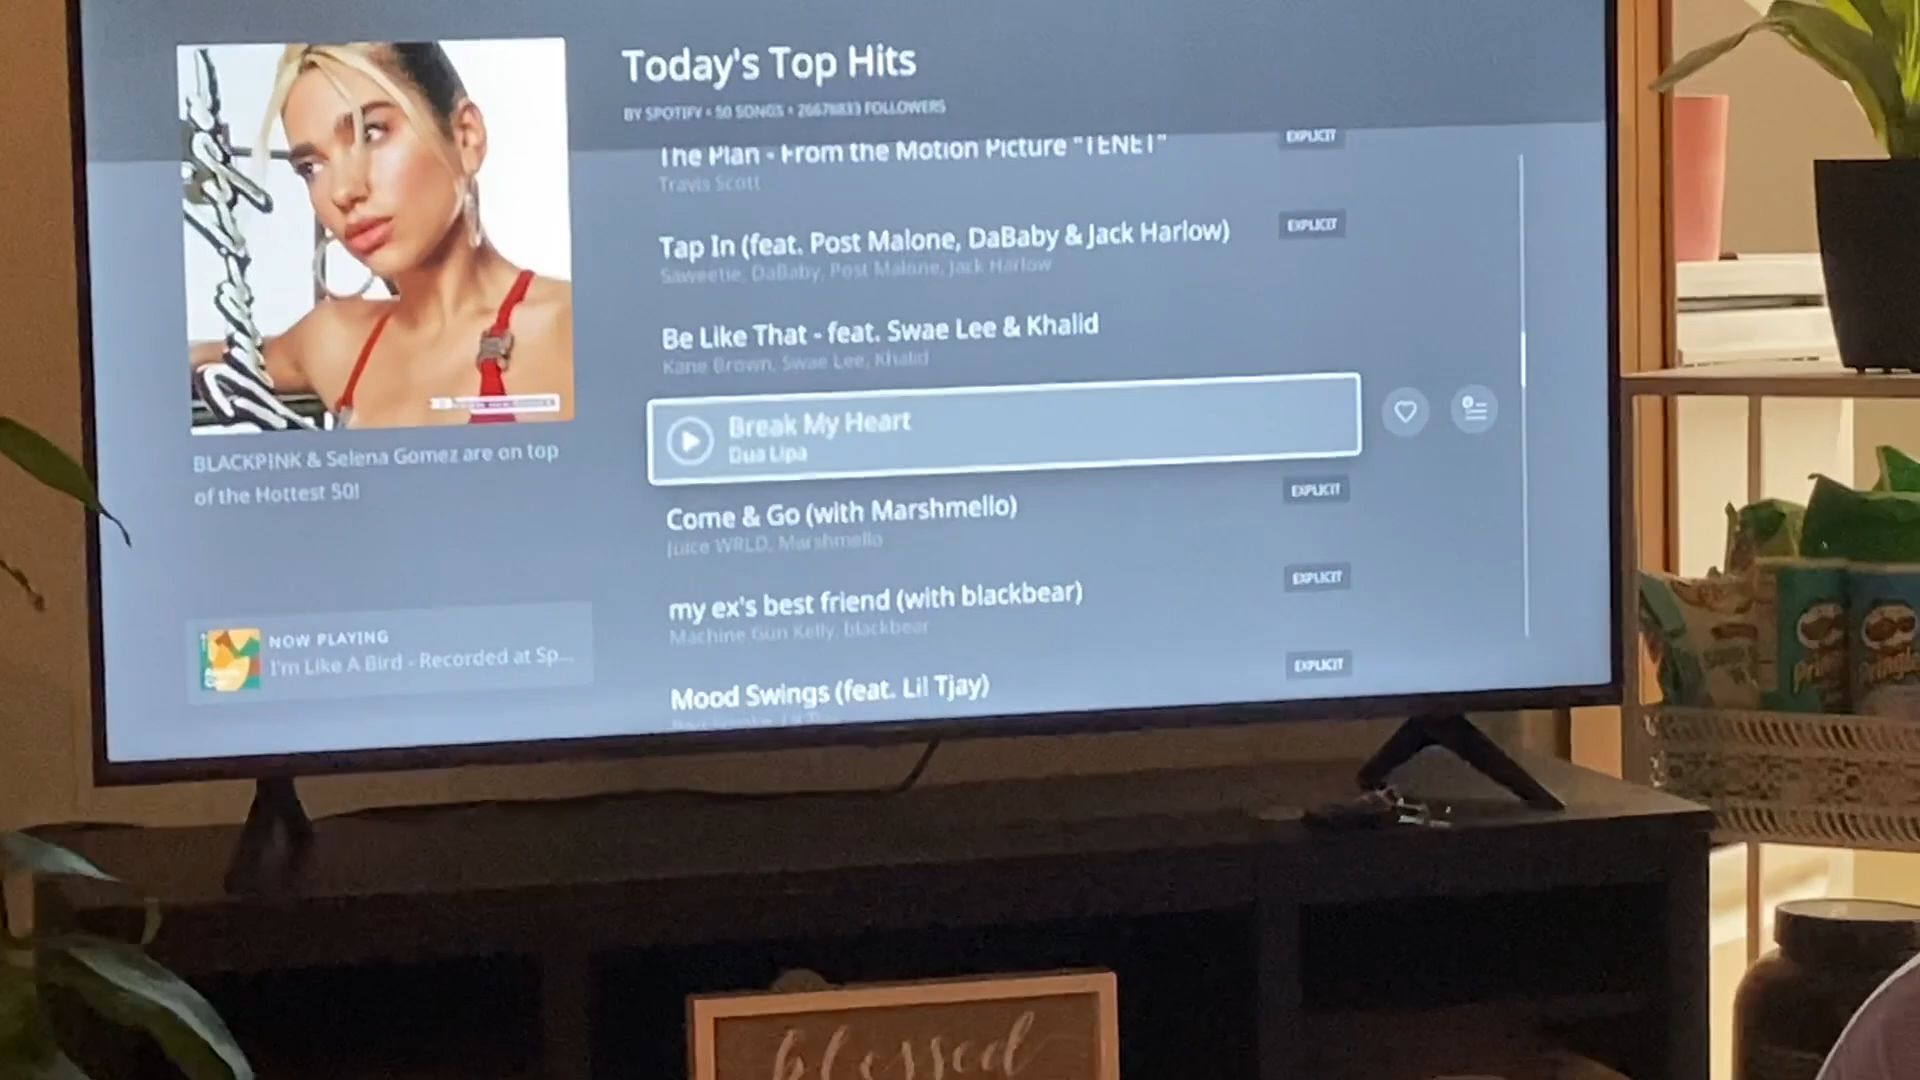 Today's Top Hits
BY SPOTIFY • 50 SONGS • 26678833 FOLLOWERS
The Plan - From the Motion Picture "TENET"
EXPLICIT
Travis Scott
Tap In (feat. Post Malone, DaBaby & Jack Harlow)
EXPLICIT
Saweetie, DaBaby, Post Malone, Jack Harlow
Be Like That - feat. Swae Lee & Khalid
Kane Brown, Swae Lee, Khalid
Break My Heart
Dua Lipa
Come & Go (with Marshmello)
EXPLICIT
Juice WRLD, Marshmello
my ex's best friend (with blackbear)
EXPLICIT
Machine Gun Kelly, blackbear
Mood Swings (feat. Lil Tjay)
EXPLICIT
BLACKPINK & Selena Gomez are on top
of the Hottest 50!
NOW PLAYING
I'm Like A Bird - Recorded at Sp...
Pringles
blessed